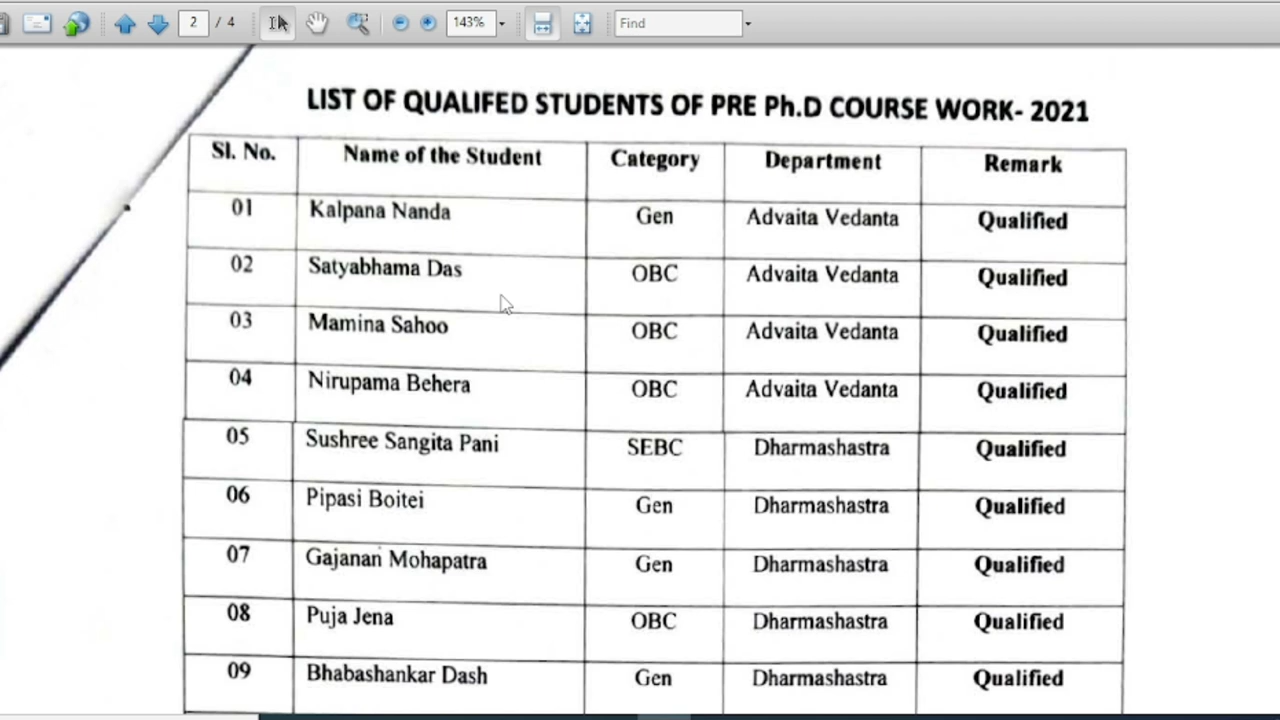 2 / 4 143% Find
LIST OF QUALIFED STUDENTS OF PRE Ph.D COURSE WORK- 2021
Sl. No. Name of the Student Category Department Remark
01 Kalpana Nanda Gen Advaita Vedanta Qualified
02 Satyabhama Das OBC Advaita Vedanta Qualified
03 Mamina Sahoo OBC Advaita Vedanta Qualified
04 Nirupama Behera OBC Advaita Vedanta Qualified
05 Sushree Sangita Pani SEBC Dharmashastra Qualified
06 Pipasi Boitei Gen Dharmashastra Qualified
07 Gajanan Mohapatra Gen Dharmashastra Qualified
08 Puja Jena OBC Dharmashastra Qualified
09 Bhabashankar Dash Gen Dharmashastra Qualified